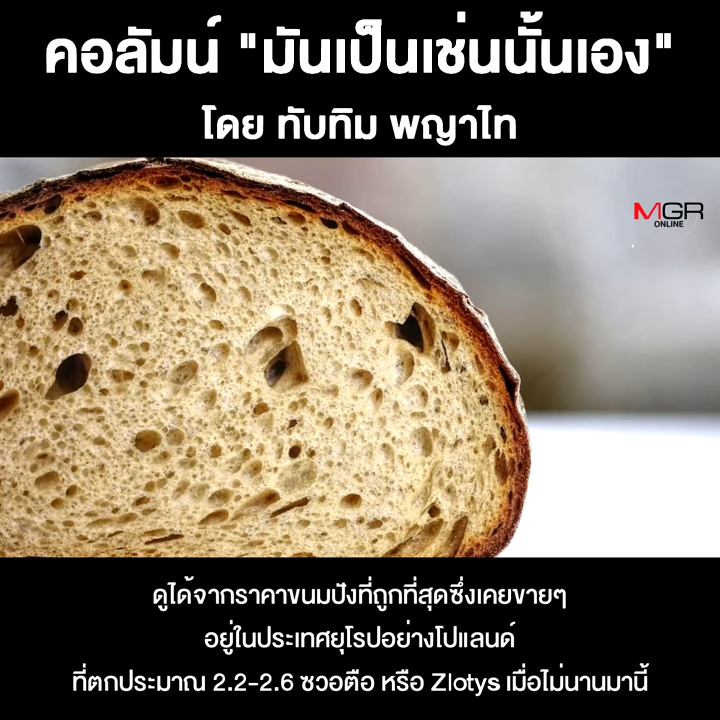 คอลัมน์ "มันเป็นเช่นนั้นเอง"
โดย ทับทิม พญาไท
MGR
ONLINE
ดูได้จากราคาขนมปังที่ถูกที่สุดซึ่งเคยขายๆ
อยู่ในประเทศยุโรปอย่างโปแลนด์
ที่ตกประมาณ 2.2-2.6 ซวอตือ หรือ Zlotys เมื่อไม่นานมานี้